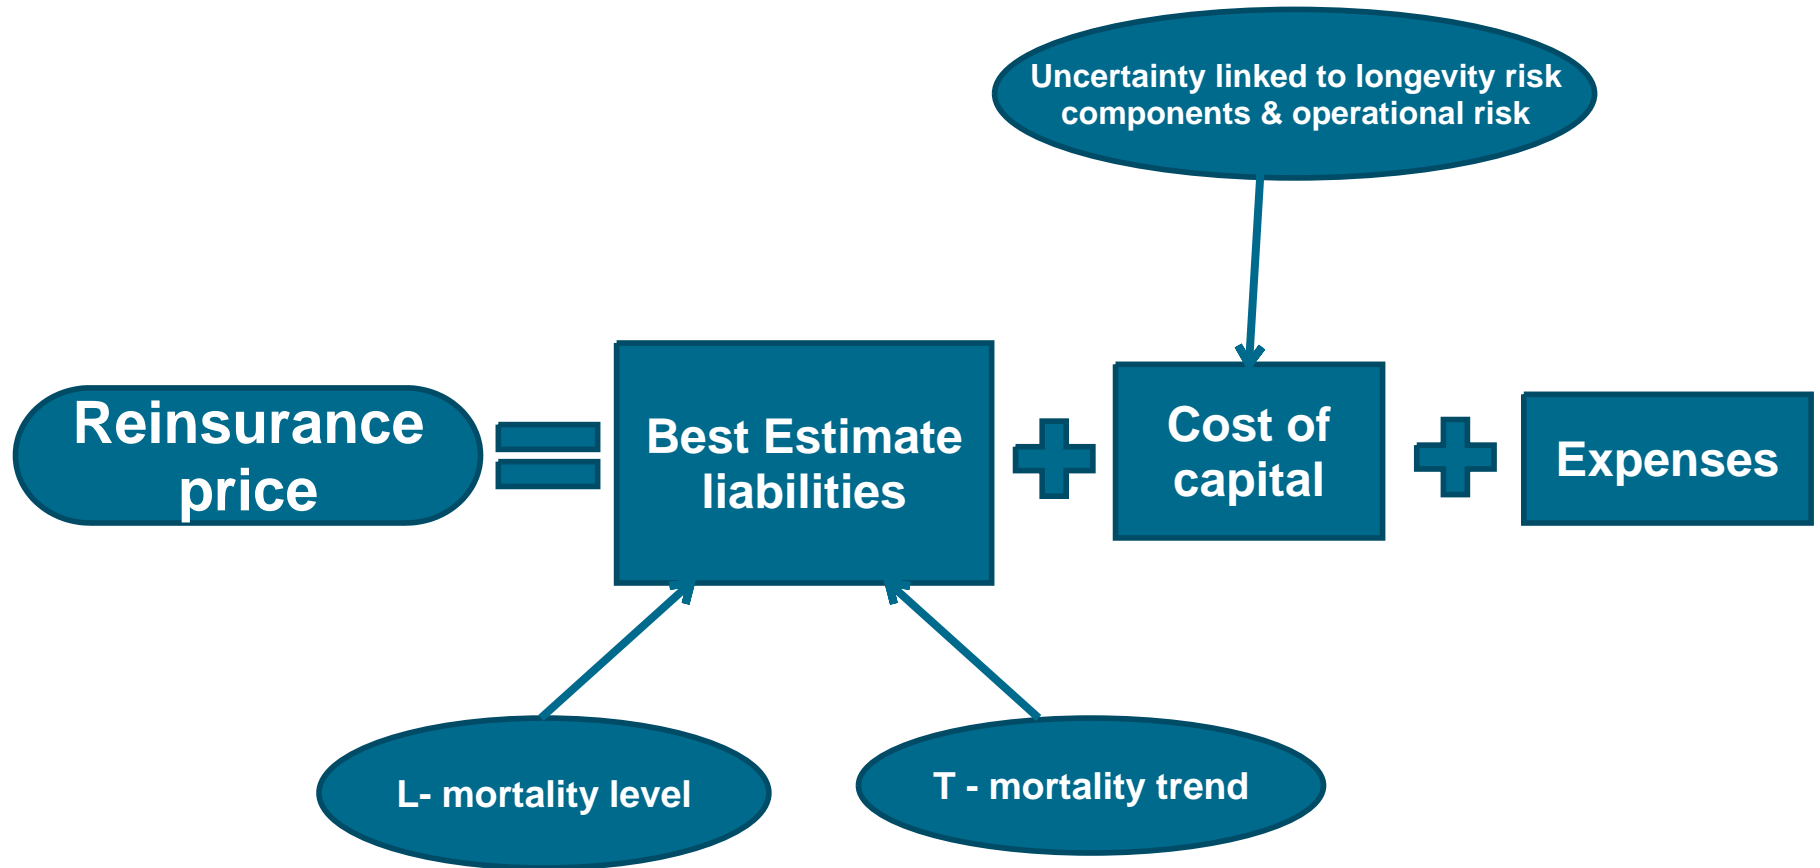 Uncertainty linked to longevity risk
components & operational risk
Reinsurance
price
Best Estimate
liabilities
Cost of
capital
Expenses
L- mortality level
T - mortality trend